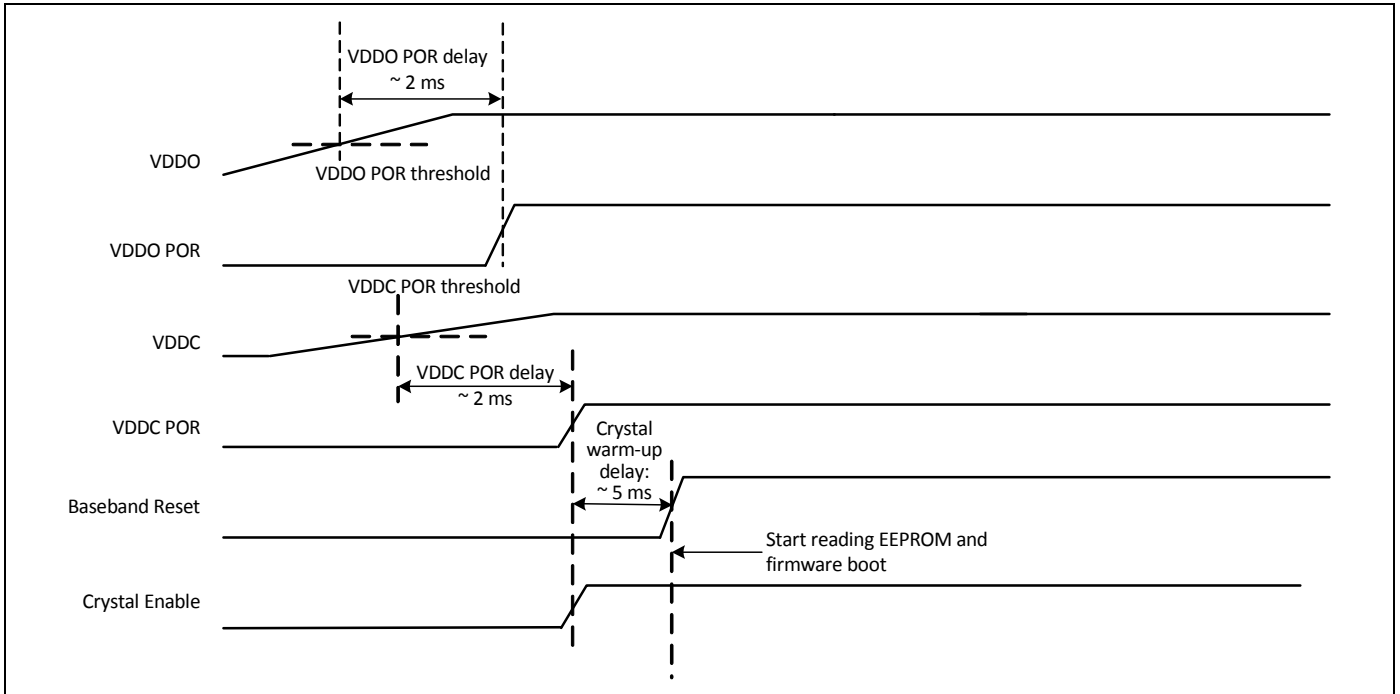 VDDO POR delay
~ 2 ms
VDDO
VDDO POR threshold
VDDO POR
VDDC POR threshold
VDDC
VDDC POR delay
~ 2 ms
VDDC POR
Crystal
warm-up
delay:
~ 5 ms
Baseband Reset
Start reading EEPROM and
firmware boot
Crystal Enable